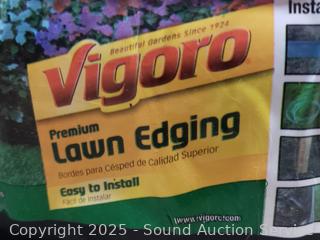 Beautiful Gardens Since 1924
Vigoro
Premium
Lawn Edging
Bordes para Césped de Calidad Superior
Easy to Install
Fácil de Instalar
www.vigoro.com
Insta
Copyright 2025 - Sound Auction Service